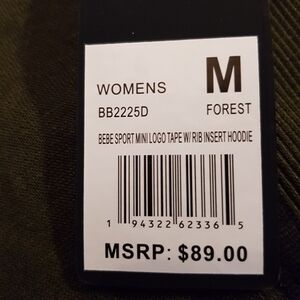 WOMENS M
BB2225D FOREST
BEBE SPORT MINI LOGO TAPE W/ RIB INSERT HOODIE
1 94322 62336 5
MSRP: $89.00